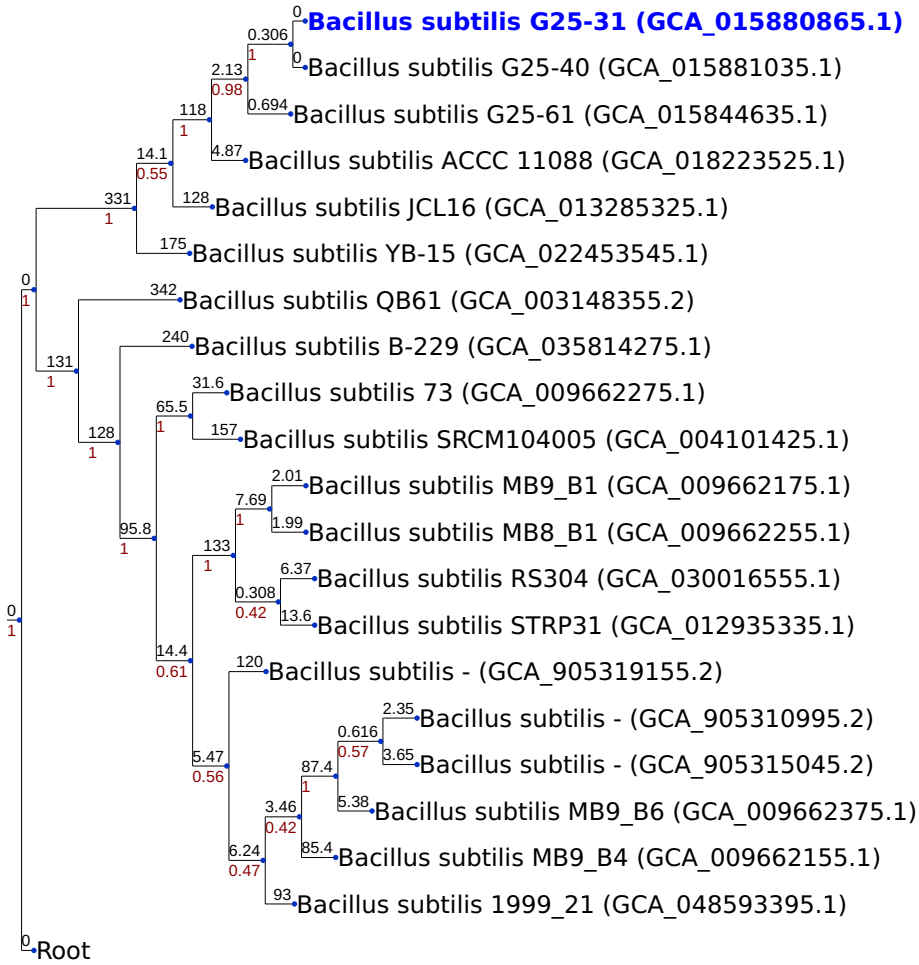 0
Bacillus subtilis G25-31 (GCA_015880865.1)
0.306
1
0
Bacillus subtilis G25-40 (GCA_015881035.1)
2.13
0.98
0.694
Bacillus subtilis G25-61 (GCA_015844635.1)
118
1
4.87
Bacillus subtilis ACCC 11088 (GCA_018223525.1)
14.1
0.55
128
Bacillus subtilis JCL16 (GCA_013285325.1)
331
1
175
Bacillus subtilis YB-15 (GCA_022453545.1)
0
1
342
Bacillus subtilis QB61 (GCA_003148355.2)
131
1
240
Bacillus subtilis B-229 (GCA_035814275.1)
31.6
Bacillus subtilis 73 (GCA_009662275.1)
65.5
1
157
Bacillus subtilis SRCM104005 (GCA_004101425.1)
128
1
2.01
Bacillus subtilis MB9_B1 (GCA_009662175.1)
7.69
1
1.99
Bacillus subtilis MB8_B1 (GCA_009662255.1)
95.8
1
133
1
6.37
Bacillus subtilis RS304 (GCA_030016555.1)
0.308
0.42
13.6
Bacillus subtilis STRP31 (GCA_012935335.1)
0
1
14.4
0.61
120
Bacillus subtilis - (GCA_905319155.2)
2.35
Bacillus subtilis - (GCA_905310995.2)
0.616
0.57
3.65
Bacillus subtilis - (GCA_905315045.2)
5.47
0.56
87.4
1
5.38
Bacillus subtilis MB9_B6 (GCA_009662375.1)
3.46
0.42
85.4
Bacillus subtilis MB9_B4 (GCA_009662155.1)
6.24
0.47
93
Bacillus subtilis 1999_21 (GCA_048593395.1)
0
Root